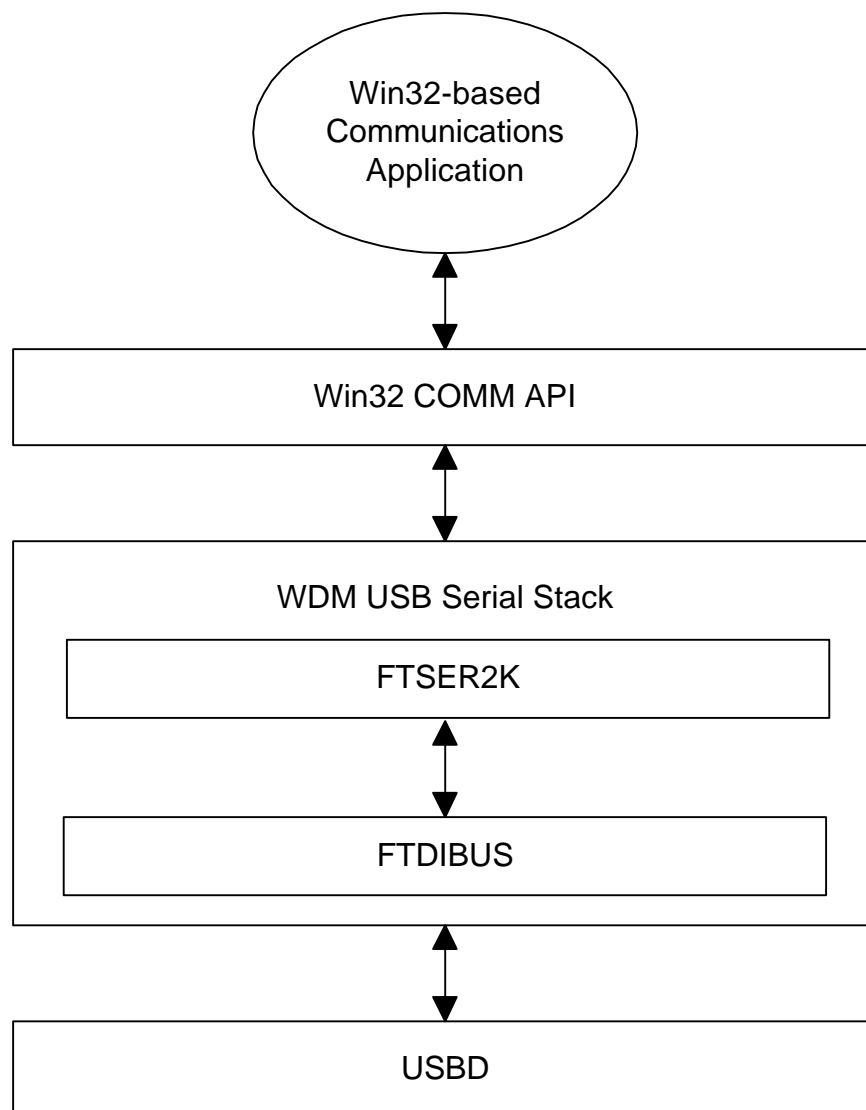 Win32-based
Communications
Application
Win32 COMM API
WDM USB Serial Stack
FTSER2K
FTDIBUS
USBD